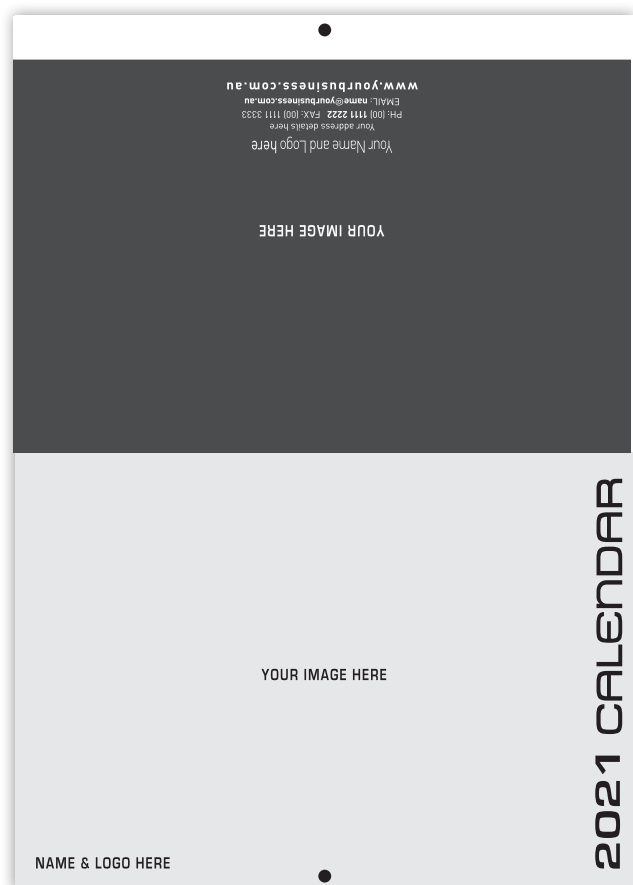 YOUR IMAGE HERE
Your Name and Logo here
Your address details here
PH: (00) 1111 2222 FAX: (00) 1111 3333
EMAIL: name@yourbusiness.com.au
www.yourbusiness.com.au
2021 CALENDAR
YOUR IMAGE HERE
NAME & LOGO HERE